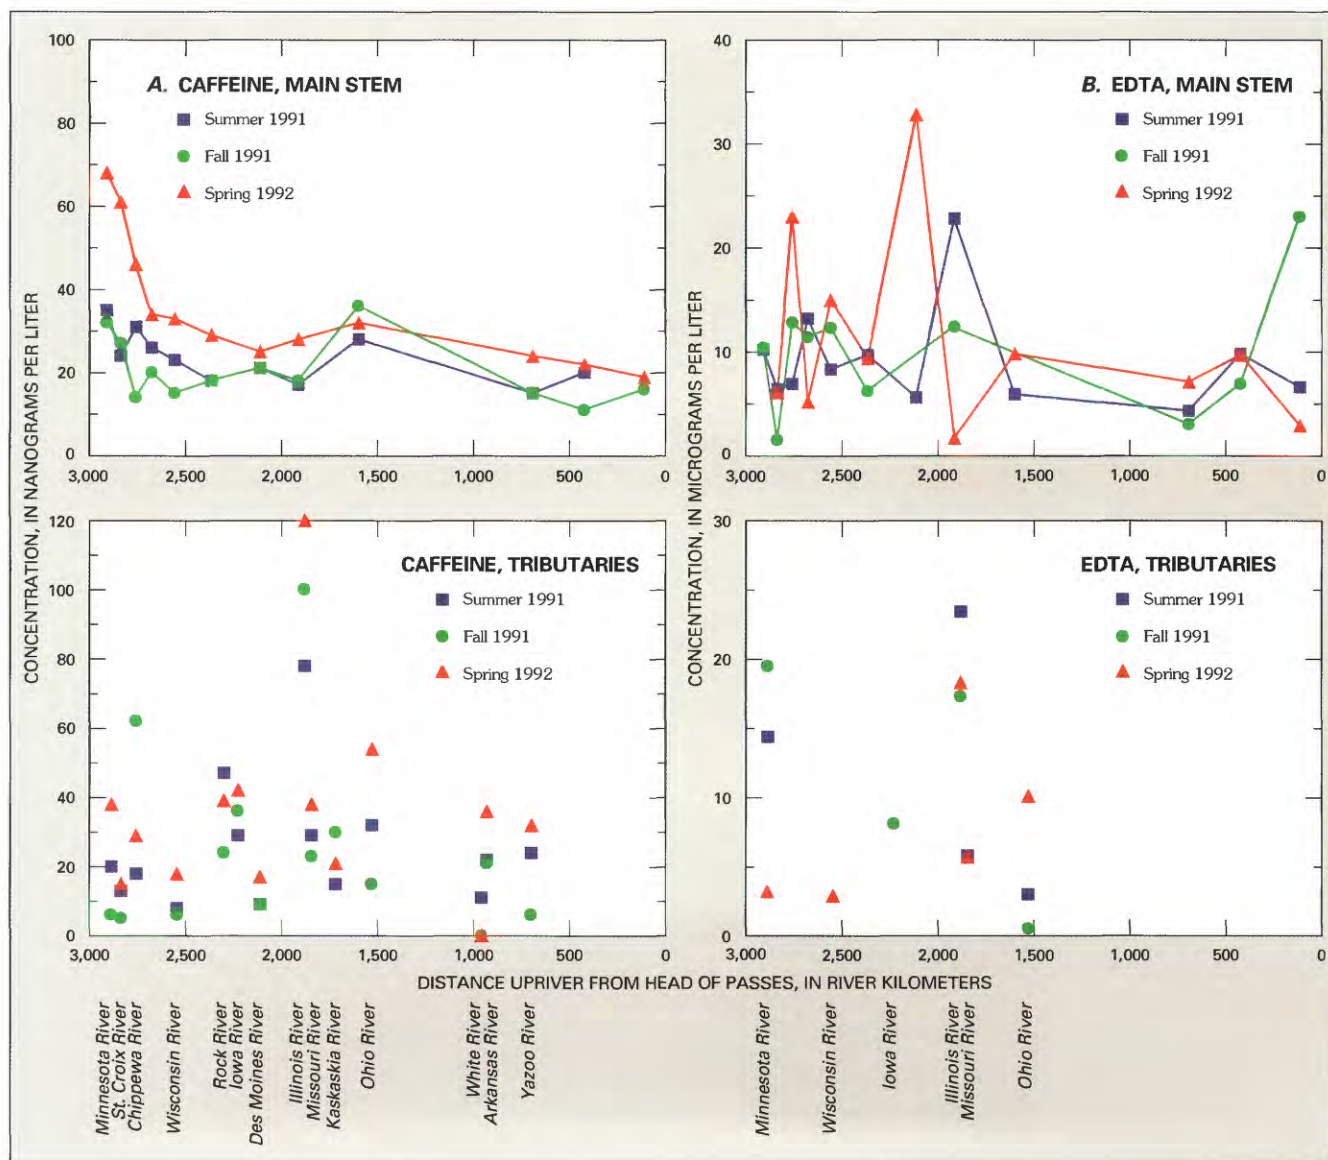 A. CAFFEINE, MAIN STEM
Summer 1991
Fall 1991
Spring 1992
100
80
60
40
20
0
3,000
2,500
2,000
1,500
1,000
500
0
B. EDTA, MAIN STEM
Summer 1991
Fall 1991
Spring 1992
40
30
20
10
0
3,000
2,500
2,000
1,500
1,000
500
0
CONCENTRATION, IN NANOGRAMS PER LITER
CONCENTRATION, IN MICROGRAMS PER LITER
CAFFEINE, TRIBUTARIES
Summer 1991
Fall 1991
Spring 1992
120
100
80
60
40
20
0
3,000
2,500
2,000
1,500
1,000
500
0
EDTA, TRIBUTARIES
Summer 1991
Fall 1991
Spring 1992
30
20
10
0
3,000
2,500
2,000
1,500
1,000
500
0
DISTANCE UPRIVER FROM HEAD OF PASSES, IN RIVER KILOMETERS
Minnesota River
St. Croix River
Chippewa River
Wisconsin River
Rock River
Iowa River
Des Moines River
Illinois River
Missouri River
Kaskaskia River
Ohio River
White River
Arkansas River
Yazoo River
Minnesota River
Wisconsin River
Iowa River
Illinois River
Missouri River
Ohio River